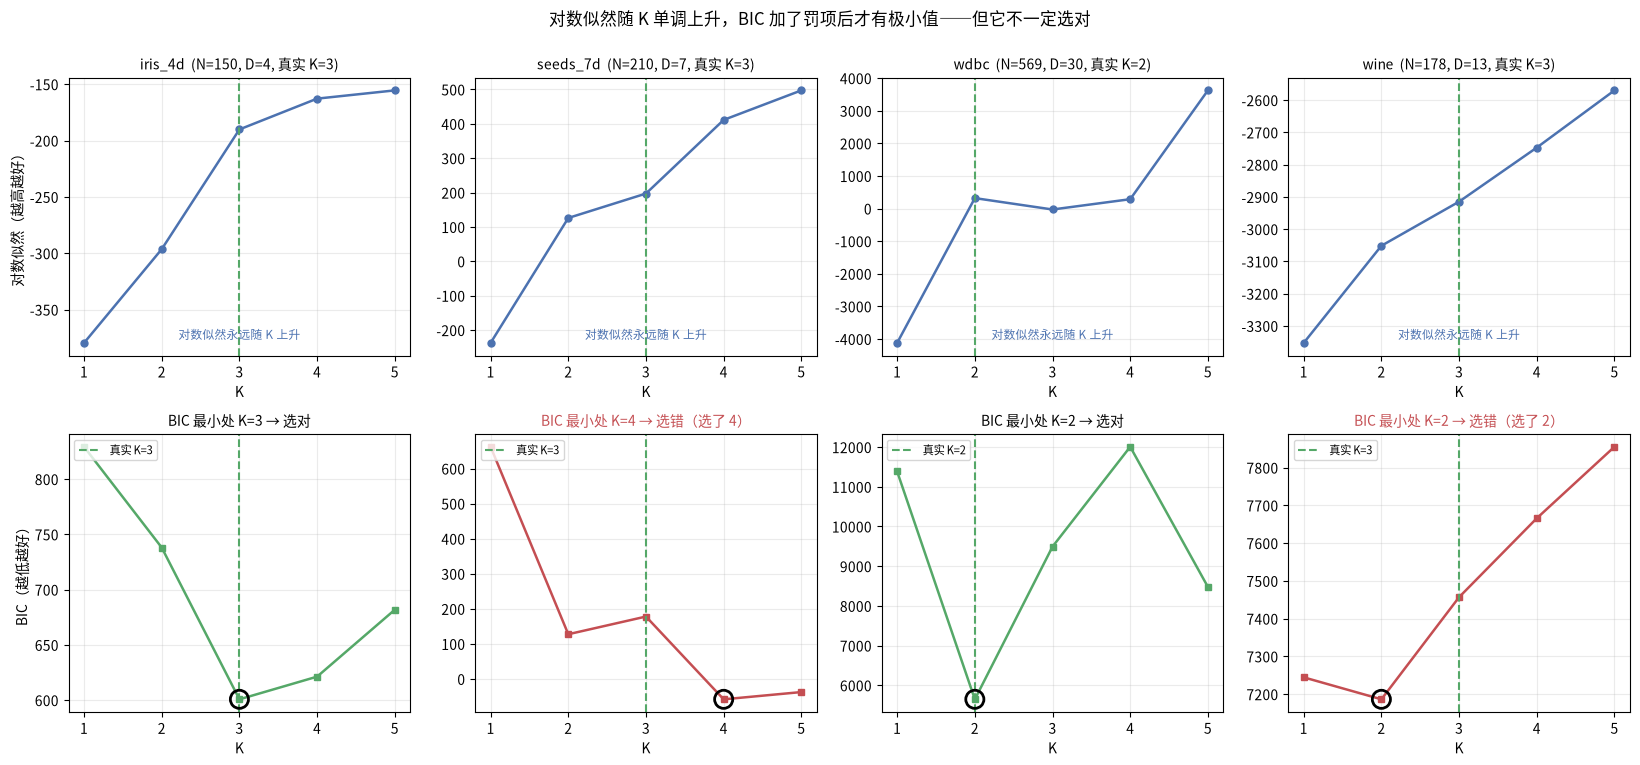 对数似然随 K 单调上升，BIC 加了罚项后才有极小值——但它不一定选对
iris_4d (N=150, D=4, 真实 K=3)
seeds_7d (N=210, D=7, 真实 K=3)
wdbc (N=569, D=30, 真实 K=2)
wine (N=178, D=13, 真实 K=3)
对数似然（越高越好）
-150
-200
-250
-300
-350
对数似然永远随 K 上升
1 2 3 4 5
K
500
400
300
200
100
0
-100
-200
对数似然永远随 K 上升
1 2 3 4 5
K
4000
3000
2000
1000
0
-1000
-2000
-3000
-4000
对数似然永远随 K 上升
1 2 3 4 5
K
-2600
-2700
-2800
-2900
-3000
-3100
-3200
-3300
对数似然永远随 K 上升
1 2 3 4 5
K
BIC 最小处 K=3 → 选对
BIC 最小处 K=4 → 选错（选了 4）
BIC 最小处 K=2 → 选对
BIC 最小处 K=2 → 选错（选了 2）
BIC（越低越好）
真实 K=3
800
750
700
650
600
1 2 3 4 5
K
真实 K=3
600
500
400
300
200
100
0
1 2 3 4 5
K
真实 K=2
12000
11000
10000
9000
8000
7000
6000
1 2 3 4 5
K
真实 K=3
7800
7700
7600
7500
7400
7300
7200
1 2 3 4 5
K